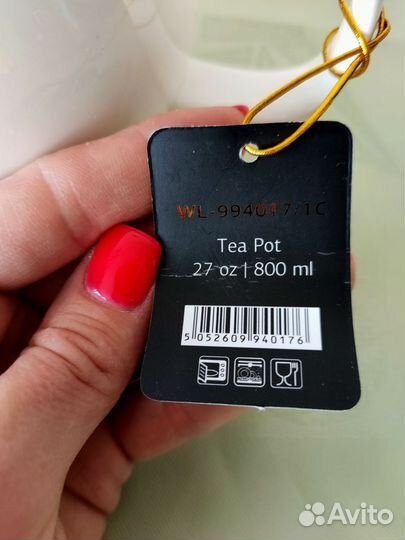 WL-994017/1C
Tea Pot
27 oz | 800 ml
5 052609 940176
Avito